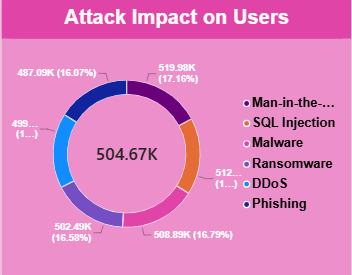 Attack Impact on Users
487.09K (16.07%)
519.98K
(17.16%)
499...
(1...)
504.67K
512...
(1...)
502.49K
(16.58%)
508.89K (16.79%)
Man-in-the-...
SQL Injection
Malware
Ransomware
DDoS
Phishing